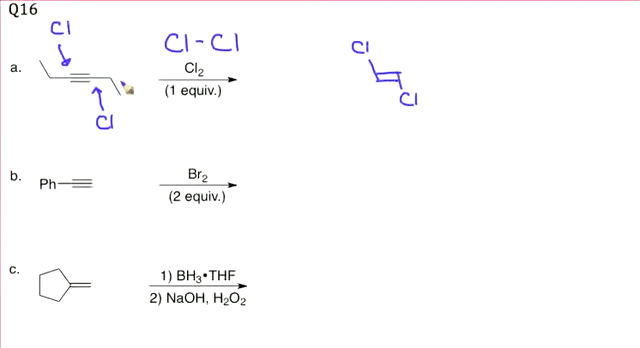 Q16
Cl
Cl-Cl
Cl
a.
Cl₂
(1 equiv.)
Cl
Cl
b.
Ph
Br₂
(2 equiv.)
c.
1) BH₃•THF
2) NaOH, H₂O₂